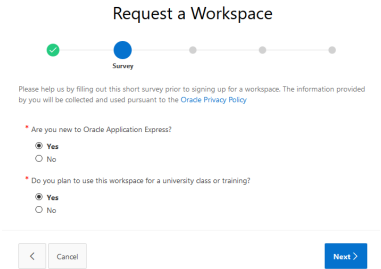 Request a Workspace
Survey
Please help us by filling out this short survey prior to signing up for a workspace. The information provided
by you will be collected and used pursuant to the Oracle Privacy Policy
* Are you new to Oracle Application Express?
Yes
No
* Do you plan to use this workspace for a university class or training?
Yes
No
Cancel
Next